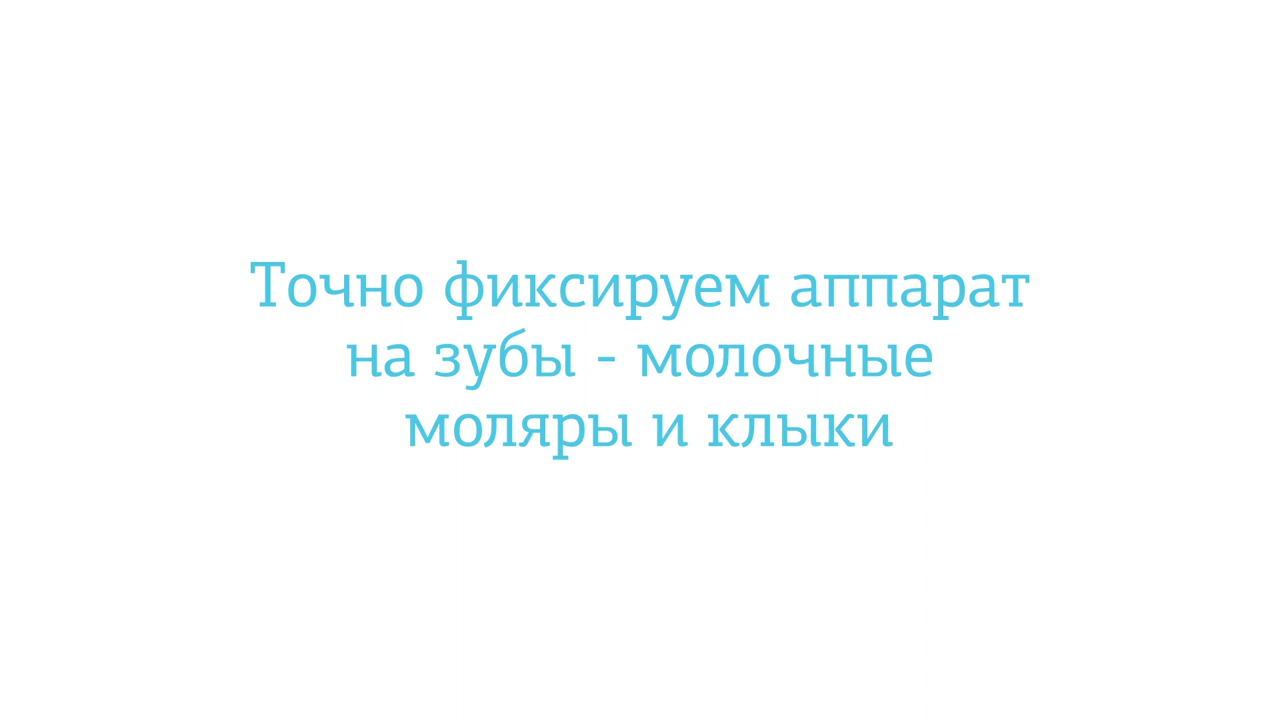 Точно фиксируем аппарат
на зубы - молочные
моляры и клыки